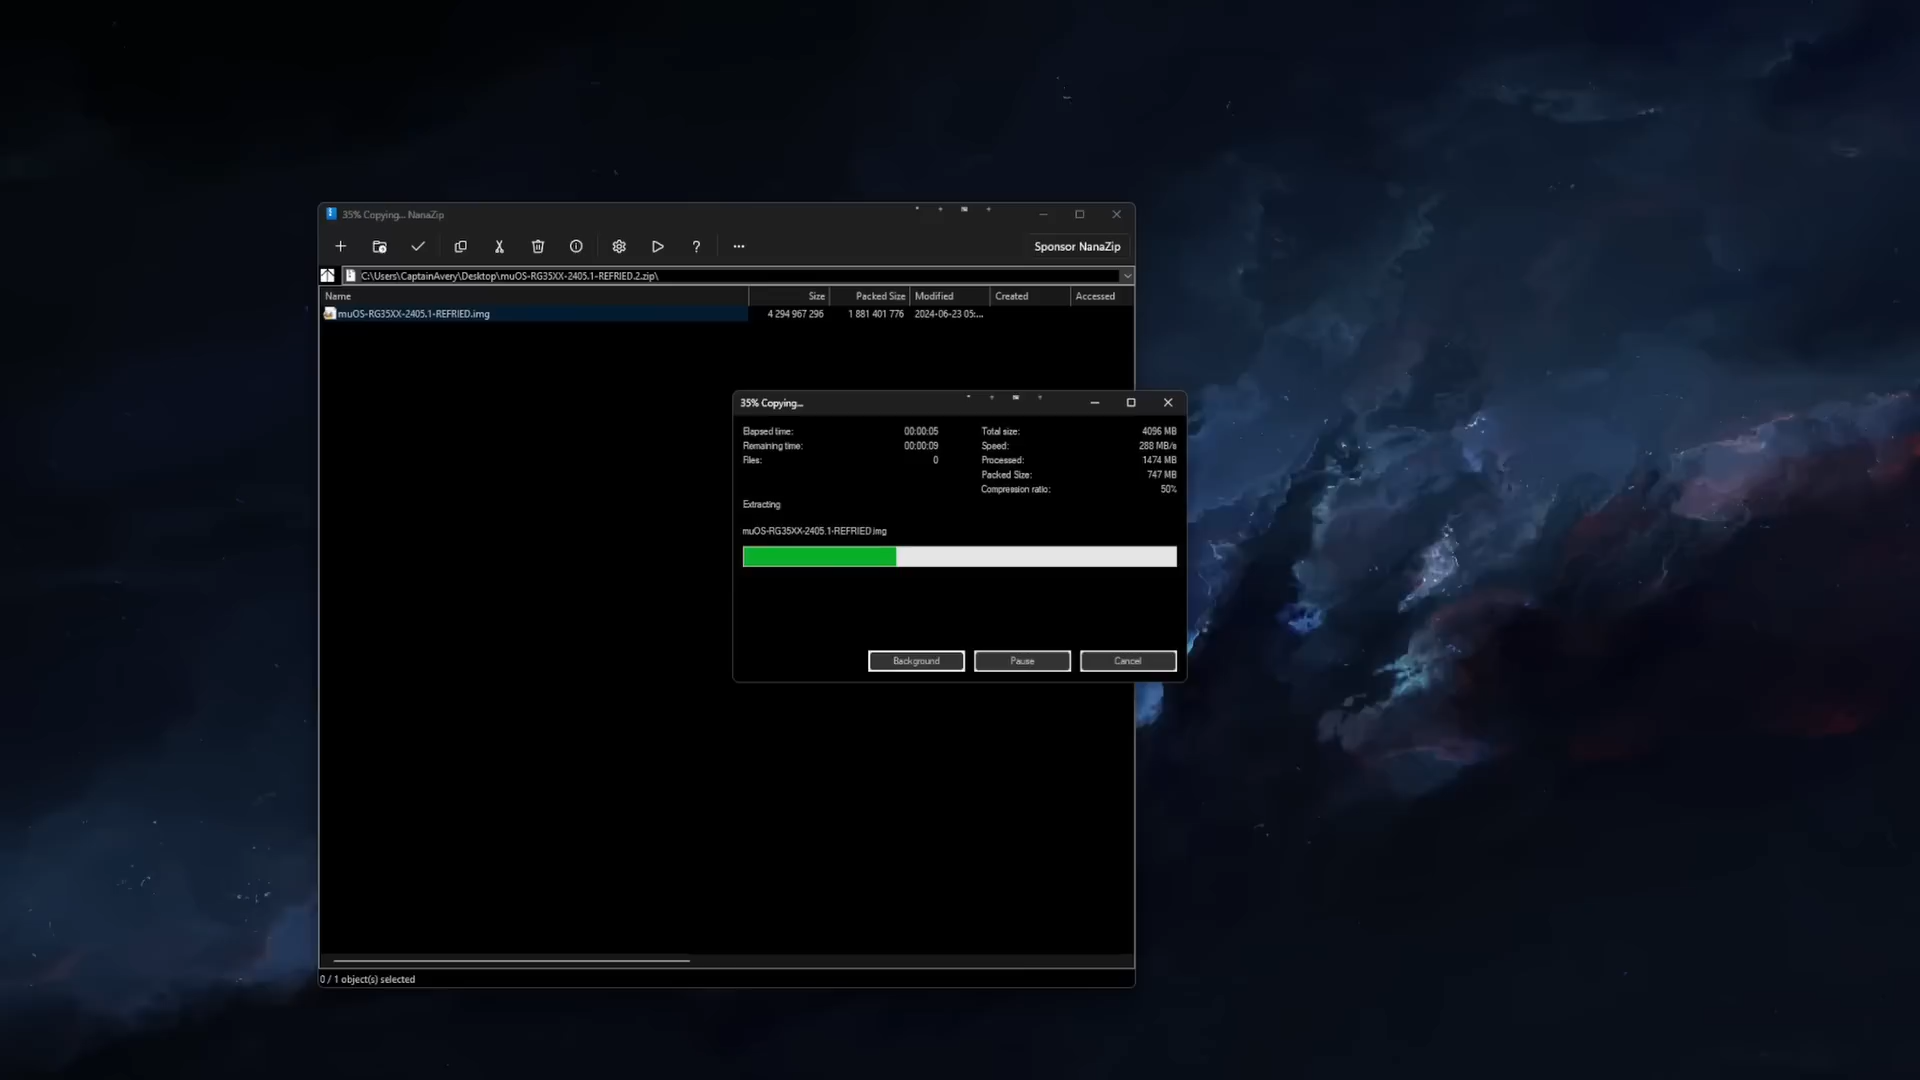 35% Copying... NanaZip
Sponsor NanaZip
C:\Users\CaptainAvery\Desktop\muOS-RG35XX-2405.1-REFRIED.2.zip\
Name Size Packed Size Modified Created Accessed
muOS-RG35XX-2405.1-REFRIED.img 4 294 967 296 1 881 401 776 2024-06-23 05:...
35% Copying...
Elapsed time: 00:00:05 Total size: 4096 MB
Remaining time: 00:00:09 Speed: 288 MB/s
Files: 0 Processed: 1474 MB
Packed Size: 747 MB
Compression ratio: 50%
Extracting
muOS-RG35XX-2405.1-REFRIED.img
Background Pause Cancel
0 / 1 object(s) selected